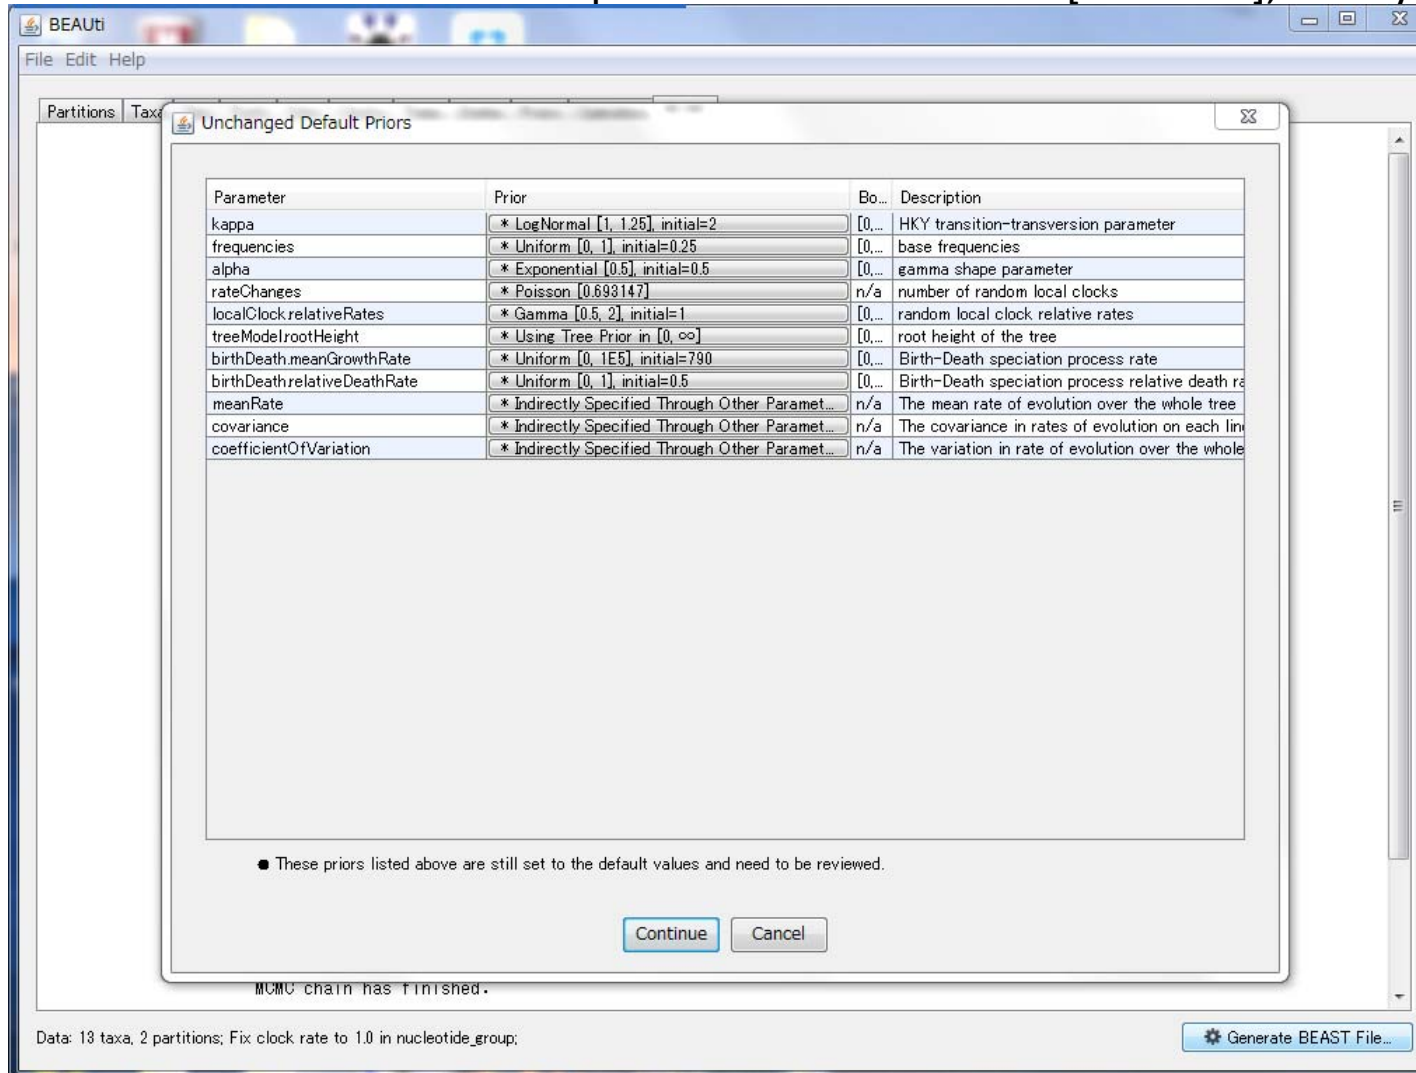 BEAUti
File Edit Help
Partitions Taxa
Unchanged Default Priors
Parameter Prior Bo... Description
kappa * LogNormal [1, 1.25], initial=2 [0,... HKY transition-transversion parameter
frequencies * Uniform [0, 1], initial=0.25 [0,... base frequencies
alpha * Exponential [0.5], initial=0.5 [0,... gamma shape parameter
rateChanges * Poisson [0.693147] n/a number of random local clocks
localClock.relativeRates * Gamma [0.5, 2], initial=1 [0,... random local clock relative rates
treeModel.rootHeight * Using Tree Prior in [0, ∞] [0,... root height of the tree
birthDeath.meanGrowthRate * Uniform [0, 1E5], initial=790 [0,... Birth-Death speciation process rate
birthDeath.relativeDeathRate * Uniform [0, 1], initial=0.5 [0,... Birth-Death speciation process relative death ra
meanRate * Indirectly Specified Through Other Paramet... n/a The mean rate of evolution over the whole tree
covariance * Indirectly Specified Through Other Paramet... n/a The covariance in rates of evolution on each lin
coefficientOfVariation * Indirectly Specified Through Other Paramet... n/a The variation in rate of evolution over the whole
● These priors listed above are still set to the default values and need to be reviewed.
Continue Cancel
MCMC chain has finished.
Data: 13 taxa, 2 partitions; Fix clock rate to 1.0 in nucleotide_group;
Generate BEAST File...